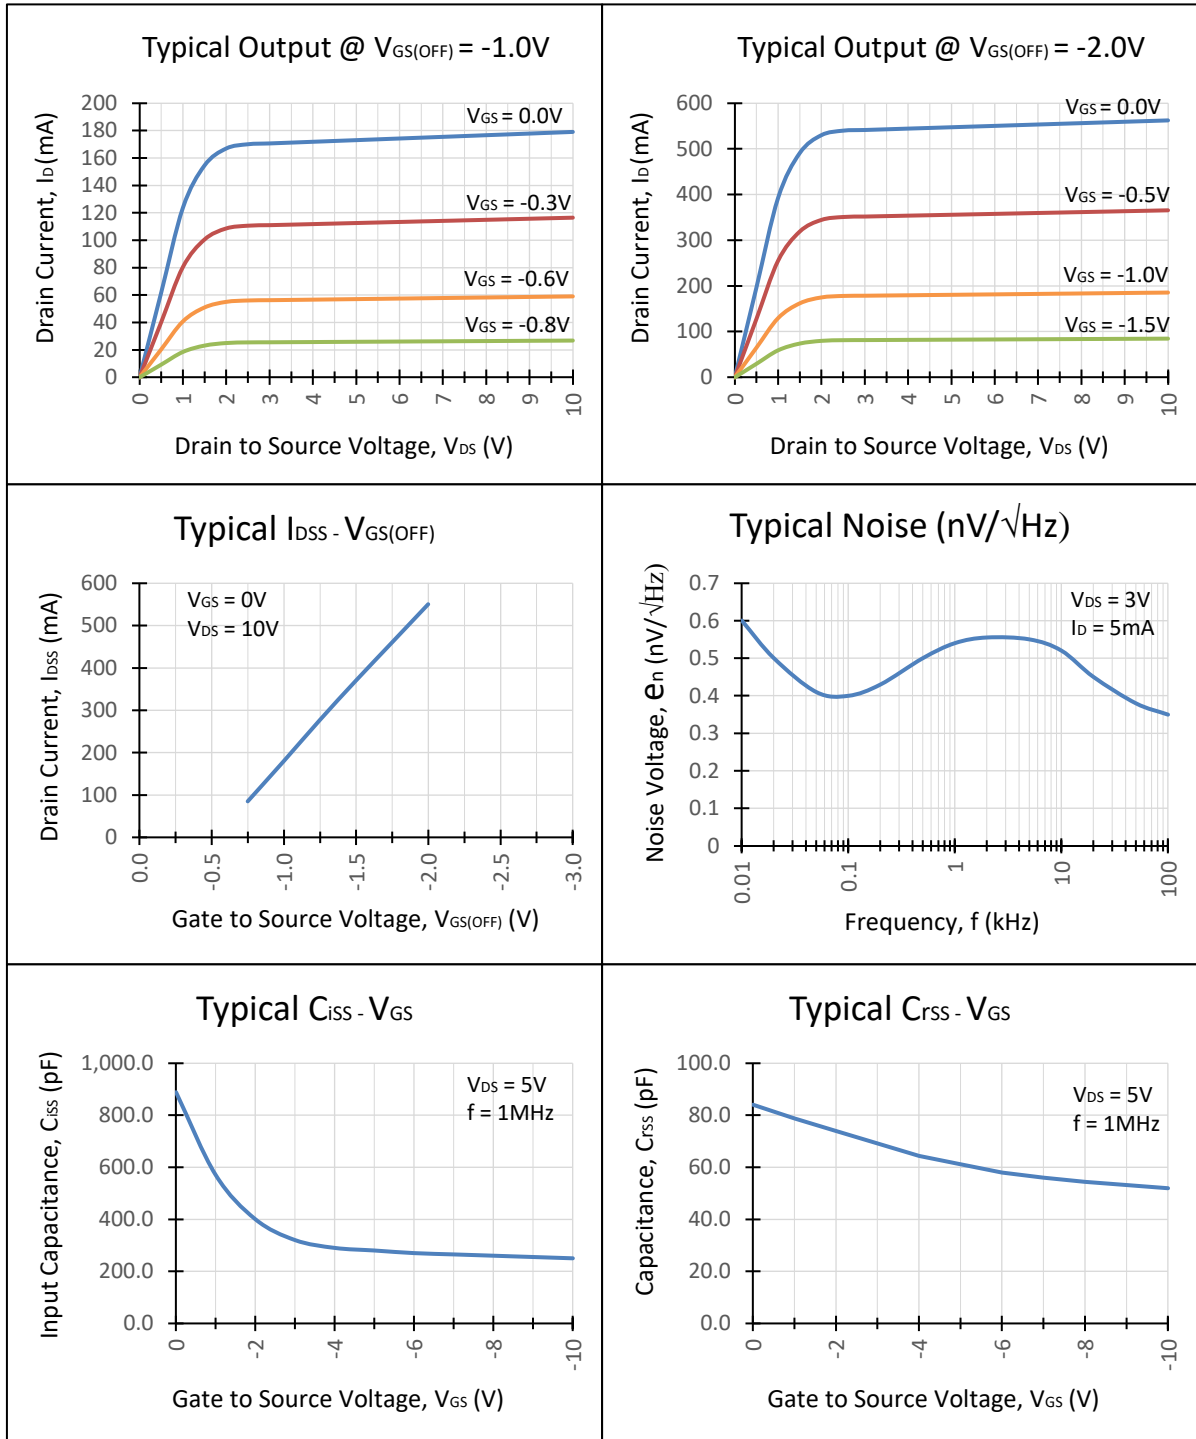 Typical Output @ VGS(OFF) = -1.0V
Drain Current, ID (mA)
200
180
160
140
120
100
80
60
40
20
0
VGS = 0.0V
VGS = -0.3V
VGS = -0.6V
VGS = -0.8V
0 1 2 3 4 5 6 7 8 9 10
Drain to Source Voltage, VDS (V)
Typical Output @ VGS(OFF) = -2.0V
Drain Current, ID (mA)
600
500
400
300
200
100
0
VGS = 0.0V
VGS = -0.5V
VGS = -1.0V
VGS = -1.5V
0 1 2 3 4 5 6 7 8 9 10
Drain to Source Voltage, VDS (V)
Typical IDSS - VGS(OFF)
Drain Current, IDSS (mA)
600
500
400
300
200
100
0
VGS = 0V
VDS = 10V
0.0 -0.5 -1.0 -1.5 -2.0 -2.5 -3.0
Gate to Source Voltage, VGS(OFF) (V)
Typical Noise (nV/√Hz)
Noise Voltage, en (nV/√Hz)
0.7
0.6
0.5
0.4
0.3
0.2
0.1
0
VDS = 3V
ID = 5mA
0.01 0.1 1 10 100
Frequency, f (kHz)
Typical CiSS - VGS
Input Capacitance, CiSS (pF)
1,000.0
800.0
600.0
400.0
200.0
0.0
VDS = 5V
f = 1MHz
0 -2 -4 -6 -8 -10
Gate to Source Voltage, VGS (V)
Typical CrSS - VGS
Capacitance, CrSS (pF)
100.0
80.0
60.0
40.0
20.0
0.0
VDS = 5V
f = 1MHz
0 -2 -4 -6 -8 -10
Gate to Source Voltage, VGS (V)